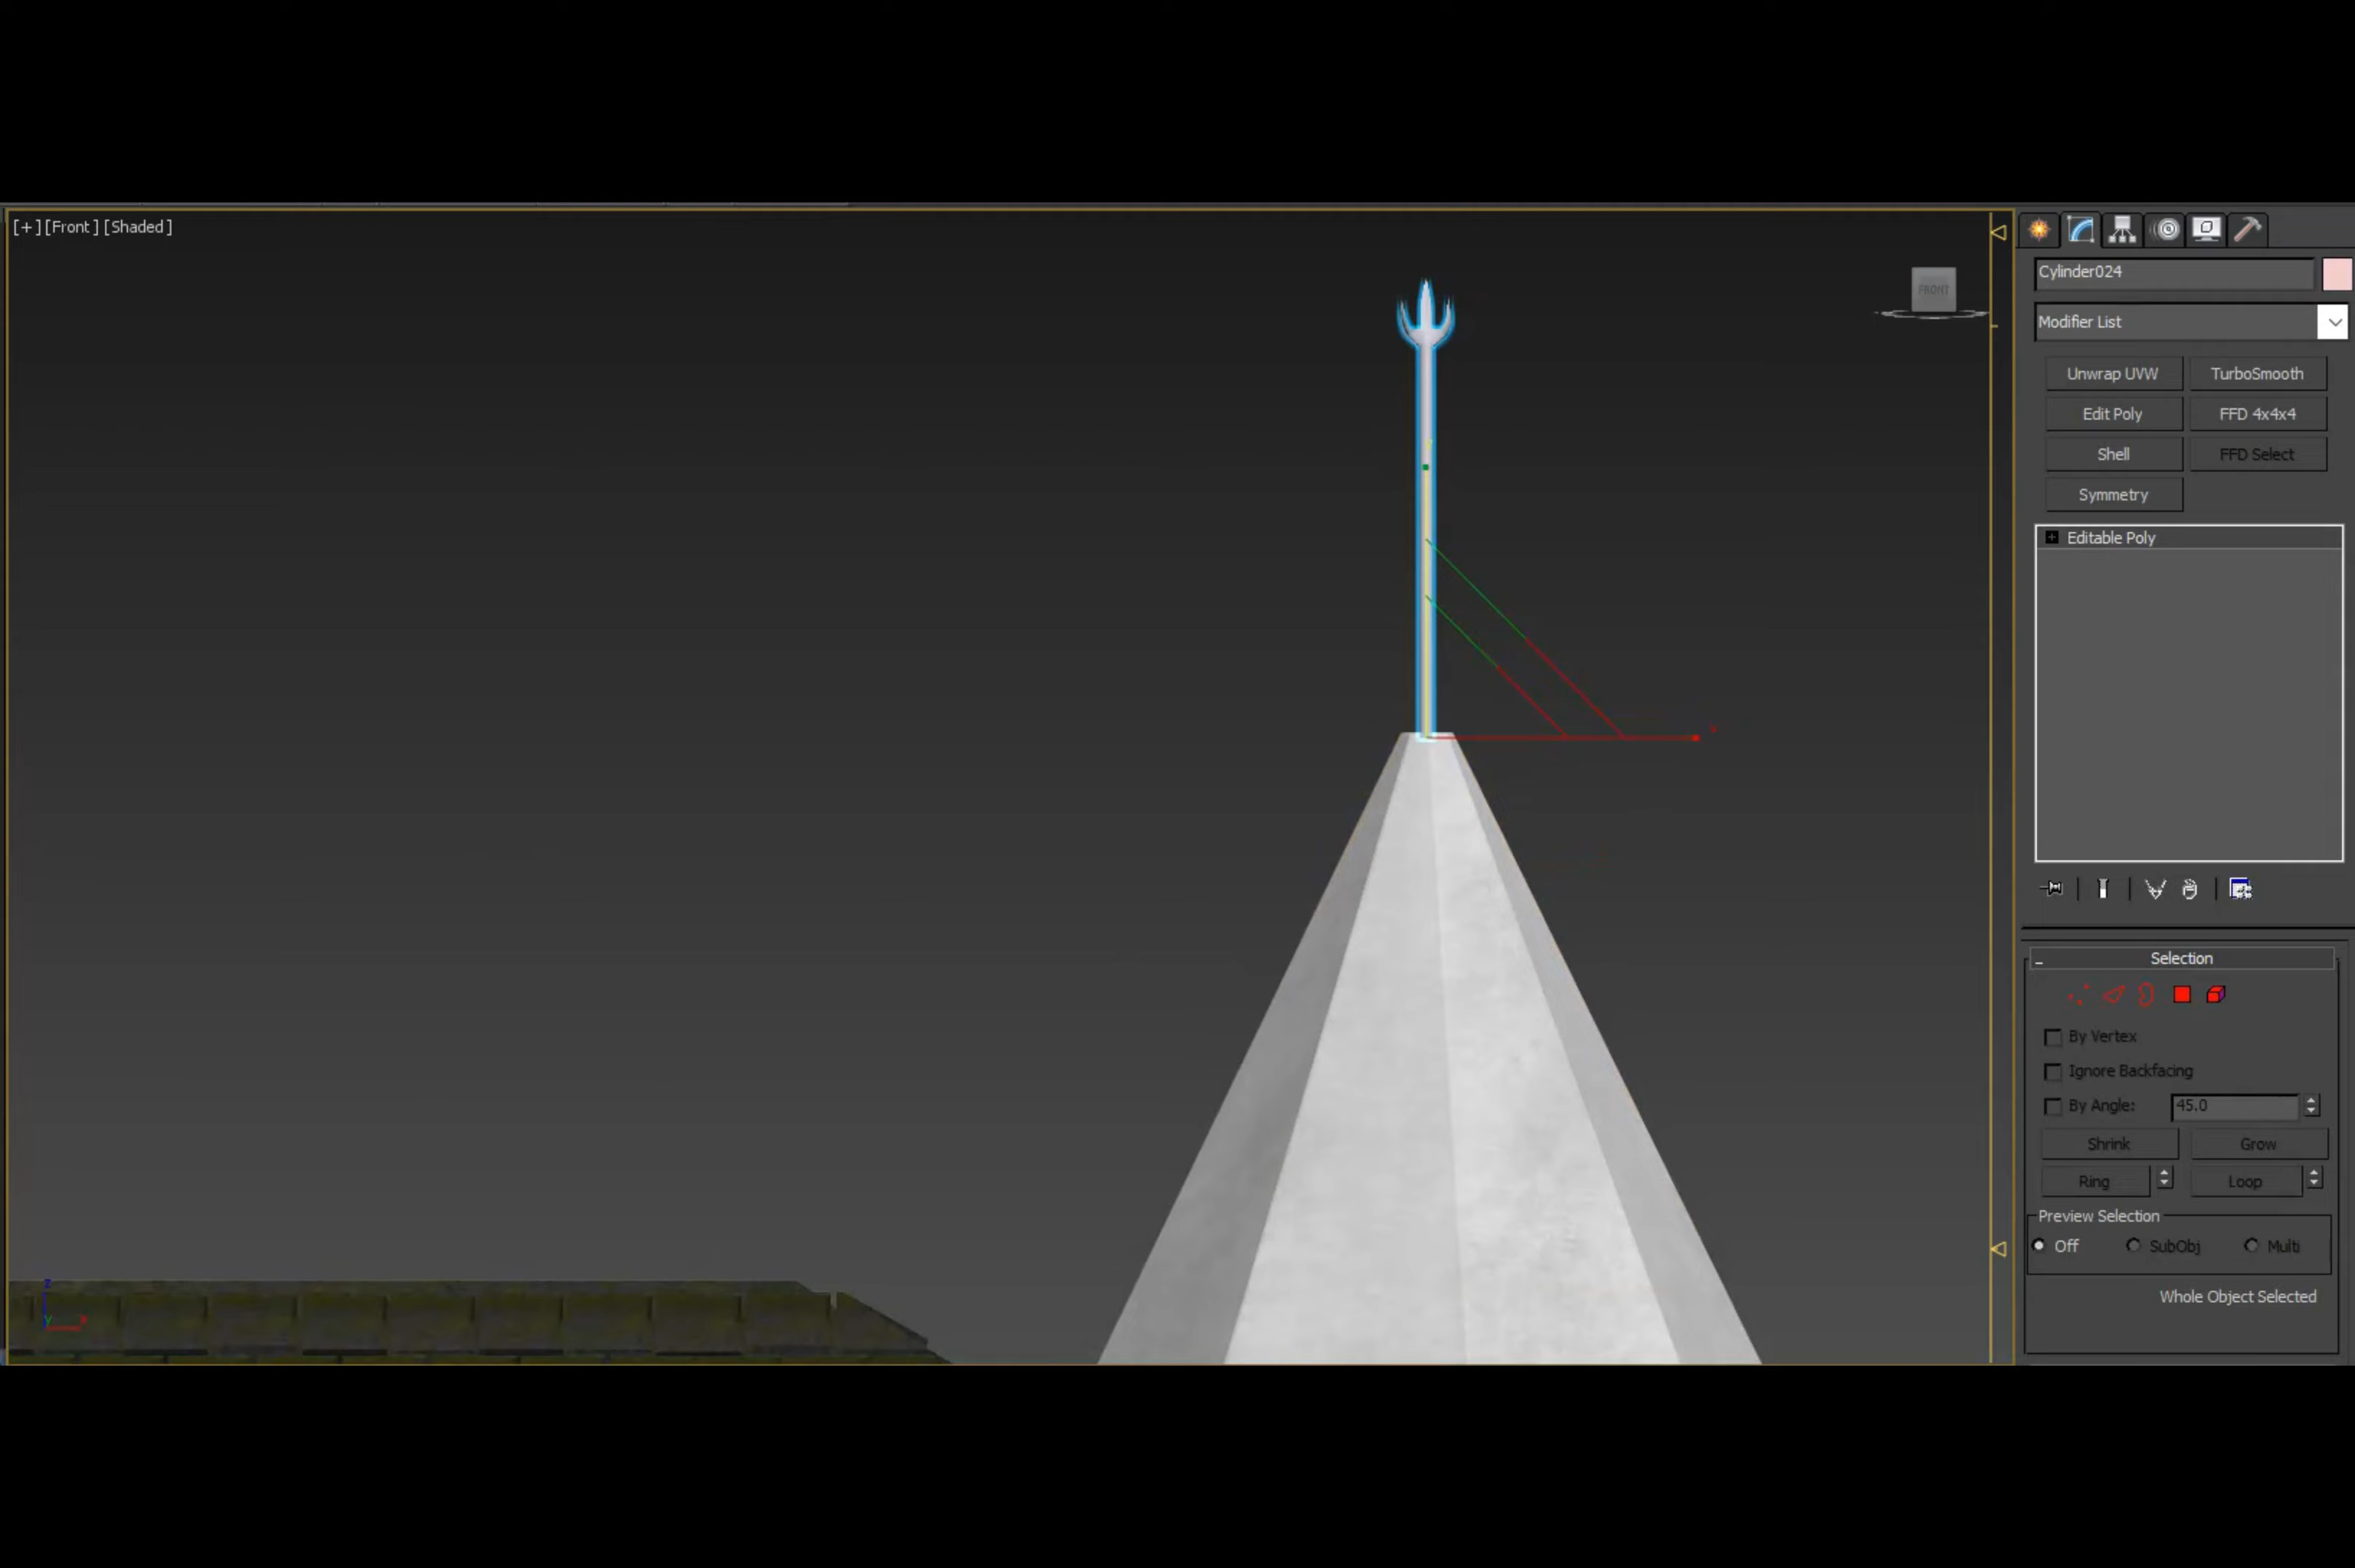 [+][Front][Shaded]
FRONT
Cylinder024
Modifier List
Unwrap UVW TurboSmooth
Edit Poly FFD 4x4x4
Shell FFD Select
Symmetry
Editable Poly
Selection
By Vertex
Ignore Backfacing
By Angle: 45.0
Shrink Grow
Ring Loop
Preview Selection
Off SubObj Multi
Whole Object Selected
z
Y x